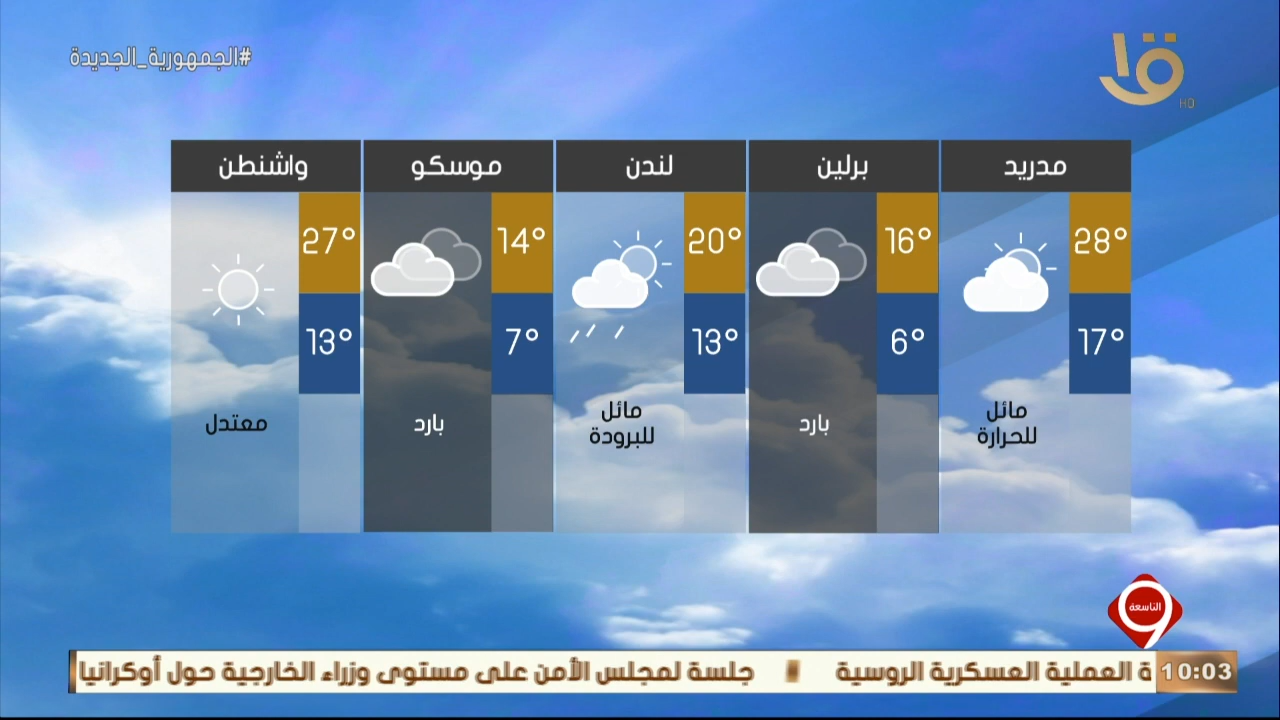 #الجمهورية_الجديدة
HD
مدريد
28°
17°
مائل
للحرارة
برلين
16°
6°
بارد
لندن
20°
13°
مائل
للبرودة
موسكو
14°
7°
بارد
واشنطن
27°
13°
معتدل
9
التاسعة
10:03
ة العملية العسكرية الروسية
جلسة لمجلس الأمن على مستوى وزراء الخارجية حول أوكرانيا